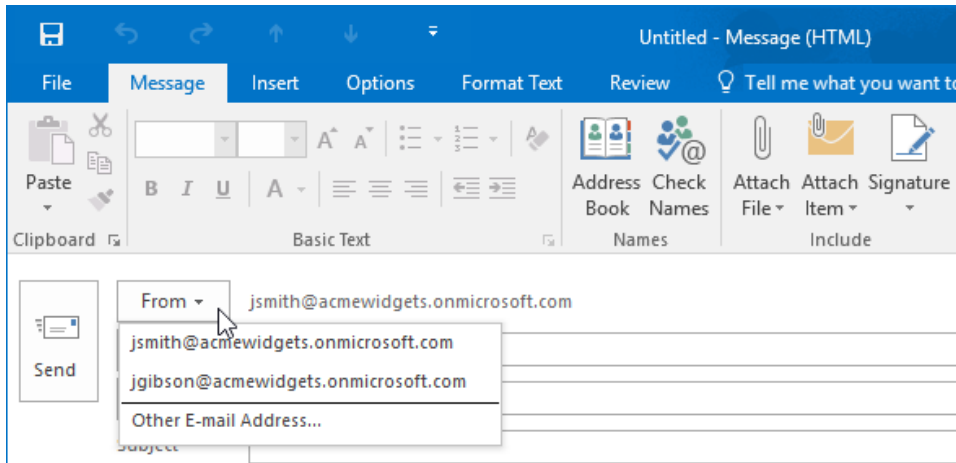 Untitled - Message (HTML)
File Message Insert Options Format Text Review Tell me what you want to
Paste
B I U A
Address Book
Check Names
Attach File
Attach Item
Signature
Clipboard Basic Text Names Include
From jsmith@acmewidgets.onmicrosoft.com
jsmith@acmewidgets.onmicrosoft.com
Send
jgibson@acmewidgets.onmicrosoft.com
Other E-mail Address...
Subject